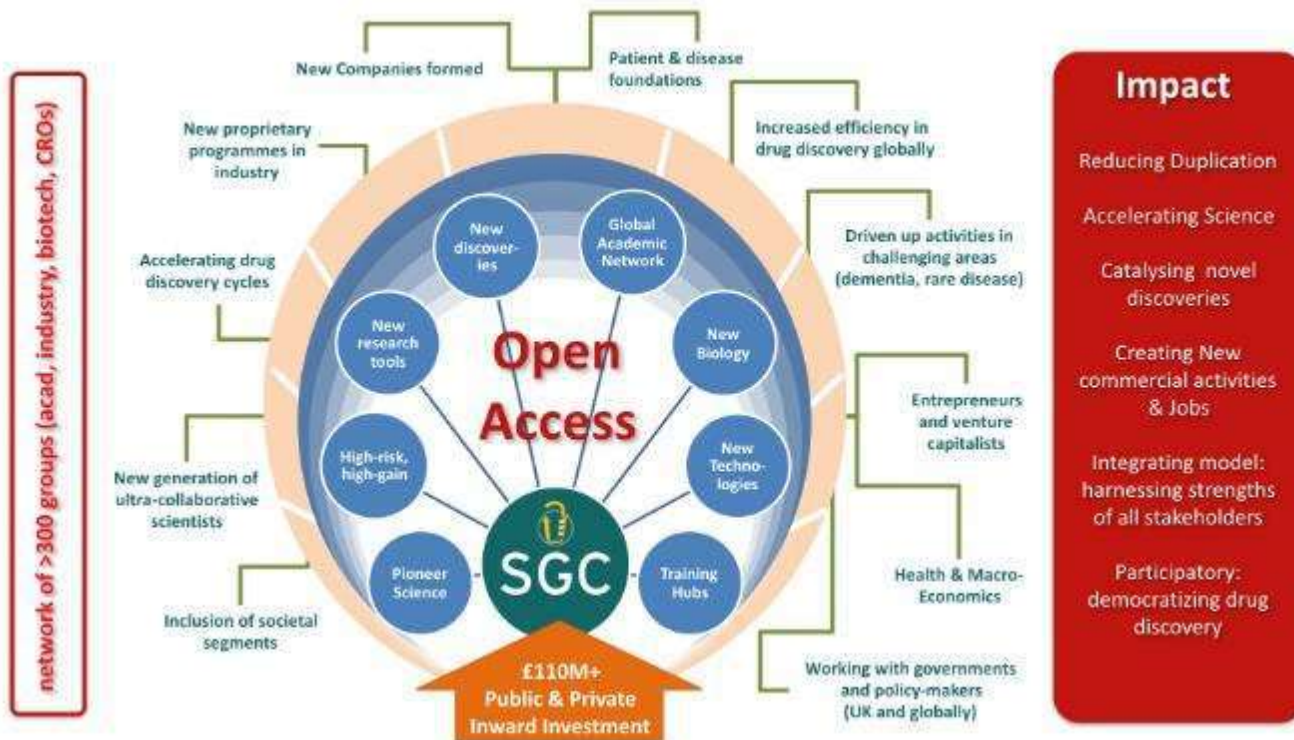 network of >300 groups (acad, industry, biotech, CROs)
New Companies formed
Patient & disease
foundations
New proprietary
programmes in
industry
Increased efficiency in
drug discovery globally
Accelerating drug
discovery cycles
Driven up activities in
challenging areas
(dementia, rare disease)
New generation of
ultra-collaborative
scientists
Entrepreneurs
and venture
capitalists
Inclusion of societal
segments
Health & Macro-
Economics
Working with governments
and policy-makers
(UK and globally)
New
discover-
ies
Global
Academic
Network
New
research
tools
New
Biology
High-risk,
high-gain
New
Techno-
logies
Pioneer
Science
Training
Hubs
Open
Access
SGC
£110M+
Public & Private
Inward Investment
Impact
Reducing Duplication
Accelerating Science
Catalysing novel
discoveries
Creating New
commercial activities
& Jobs
Integrating model:
harnessing strengths
of all stakeholders
Participatory:
democratizing drug
discovery